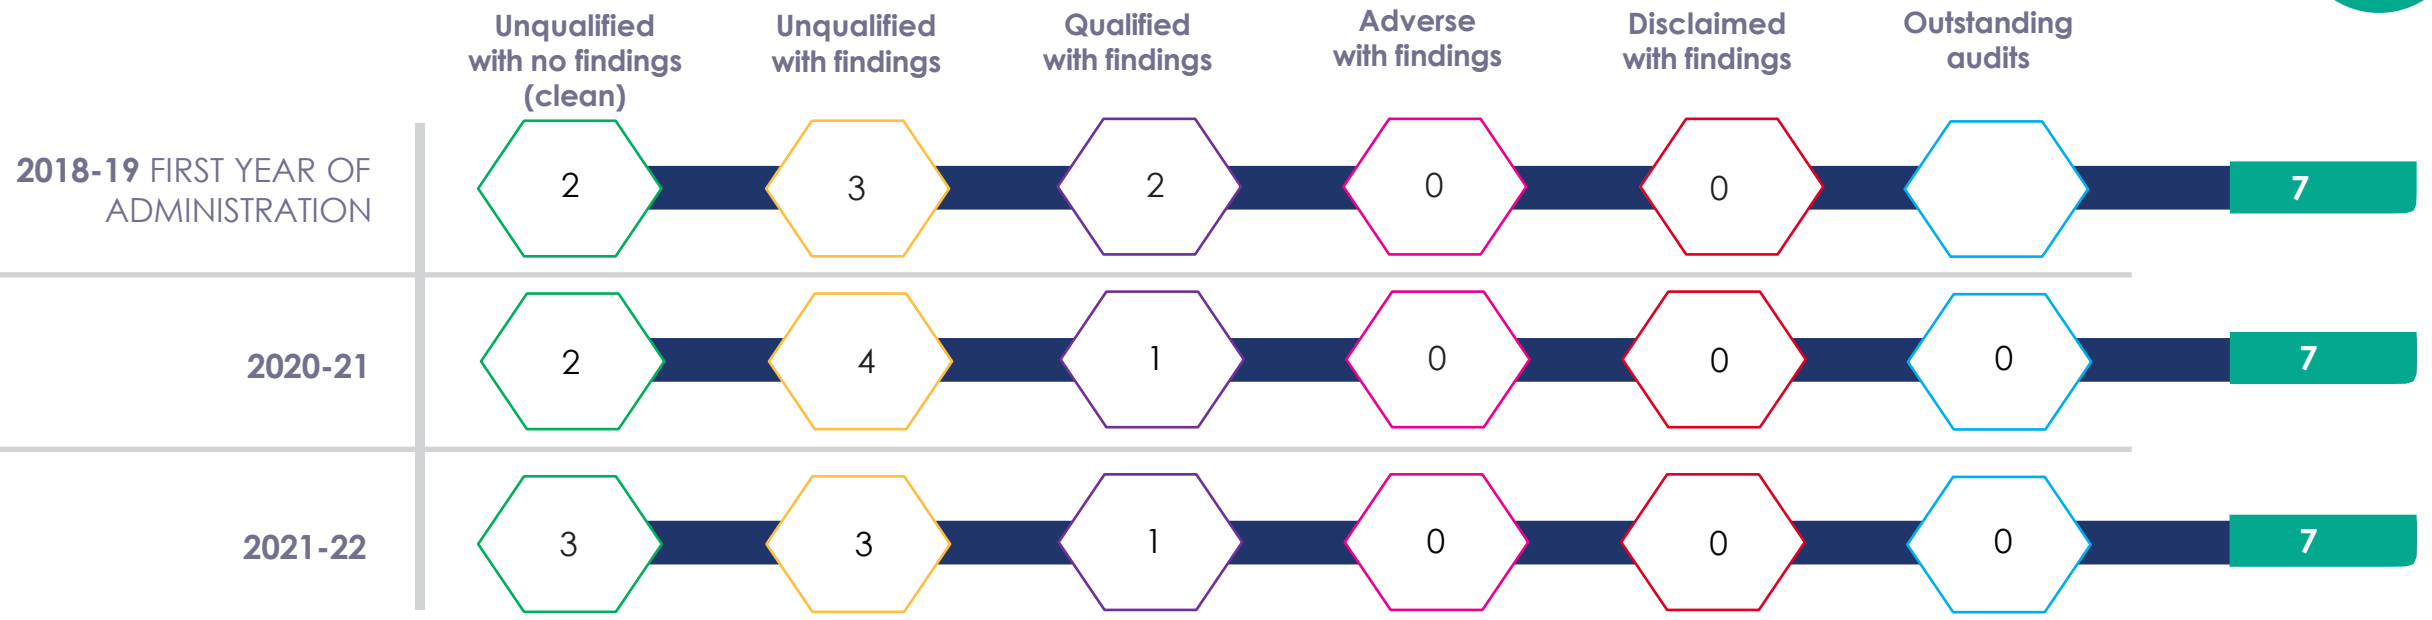 Unqualified
with no findings
(clean)
Unqualified
with findings
Qualified
with findings
Adverse
with findings
Disclaimed
with findings
Outstanding
audits
2018-19 FIRST YEAR OF
ADMINISTRATION
2 3 2 0 0 7
2020-21 2 4 1 0 0 0 7
2021-22 3 3 1 0 0 0 7